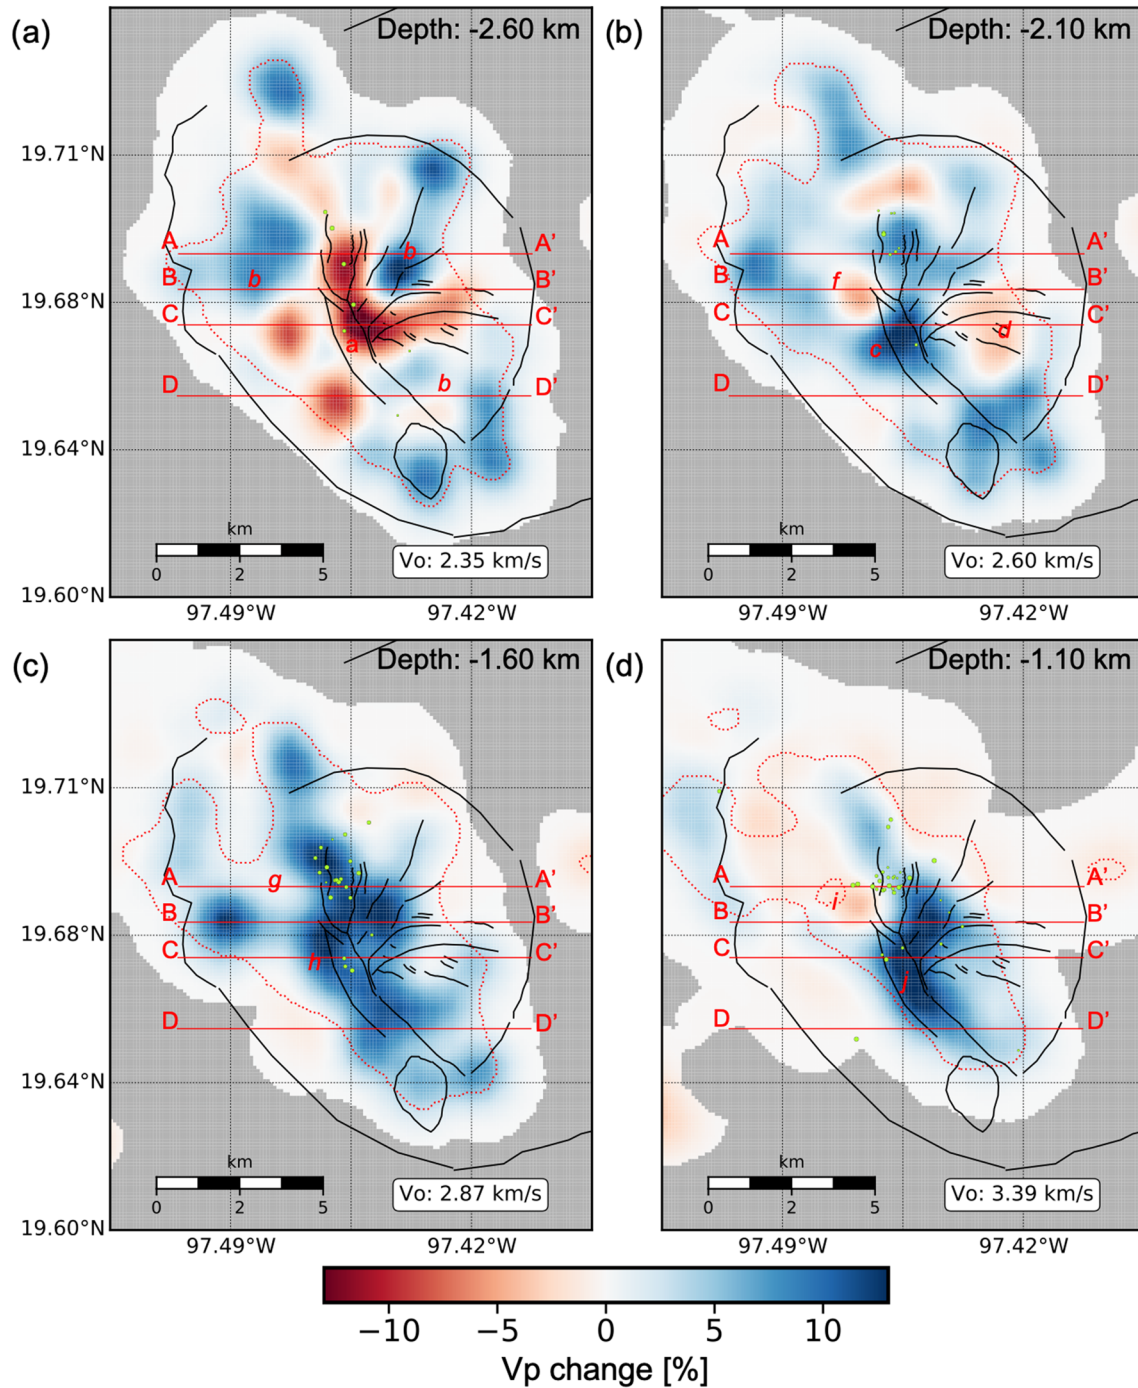 (a)
Depth: -2.60 km
(b)
Depth: -2.10 km
19.71°N
19.68°N
19.64°N
19.60°N
A
A'
b
B
b
B'
C
C'
a
b
D
D'
km
0
2
5
Vo: 2.35 km/s
97.49°W
97.42°W
A
A'
B
f
B'
C
C'
d
c
D
D'
km
0
2
5
Vo: 2.60 km/s
97.49°W
97.42°W
(c)
Depth: -1.60 km
(d)
Depth: -1.10 km
19.71°N
19.68°N
19.64°N
19.60°N
A
g
A'
B
B'
C
h
C'
D
D'
km
0
2
5
Vo: 2.87 km/s
97.49°W
97.42°W
A
A'
i
B
B'
C
C'
j
D
D'
km
0
2
5
Vo: 3.39 km/s
97.49°W
97.42°W
−10
−5
0
5
10
Vp change [%]